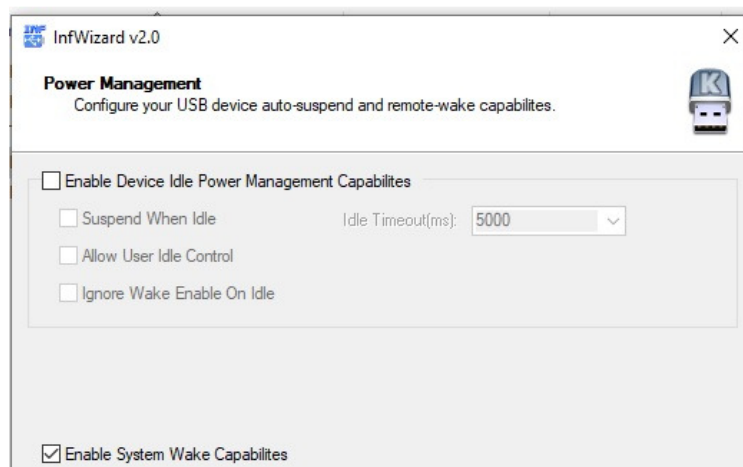 InfWizard v2.0
Power Management
Configure your USB device auto-suspend and remote-wake capabilites.
K
Enable Device Idle Power Management Capabilites
Suspend When Idle Idle Timeout(ms): 5000
Allow User Idle Control
Ignore Wake Enable On Idle
Enable System Wake Capabilites